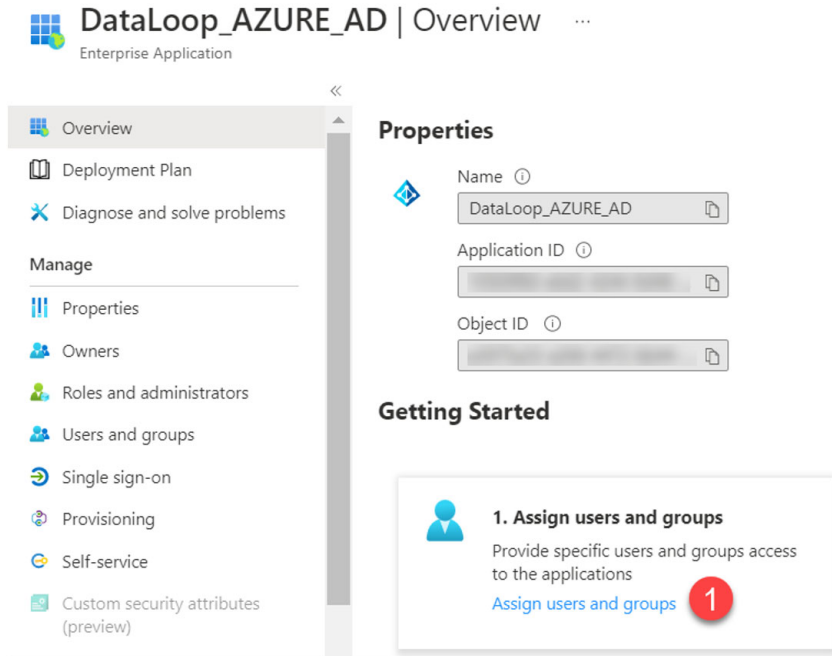 DataLoop_AZURE_AD | Overview ...
Enterprise Application
«
Overview
Deployment Plan
Diagnose and solve problems
Manage
Properties
Owners
Roles and administrators
Users and groups
Single sign-on
Provisioning
Self-service
Custom security attributes
(preview)
Properties
Name
DataLoop_AZURE_AD
Application ID
Object ID
Getting Started
1. Assign users and groups
Provide specific users and groups access
to the applications
Assign users and groups 1